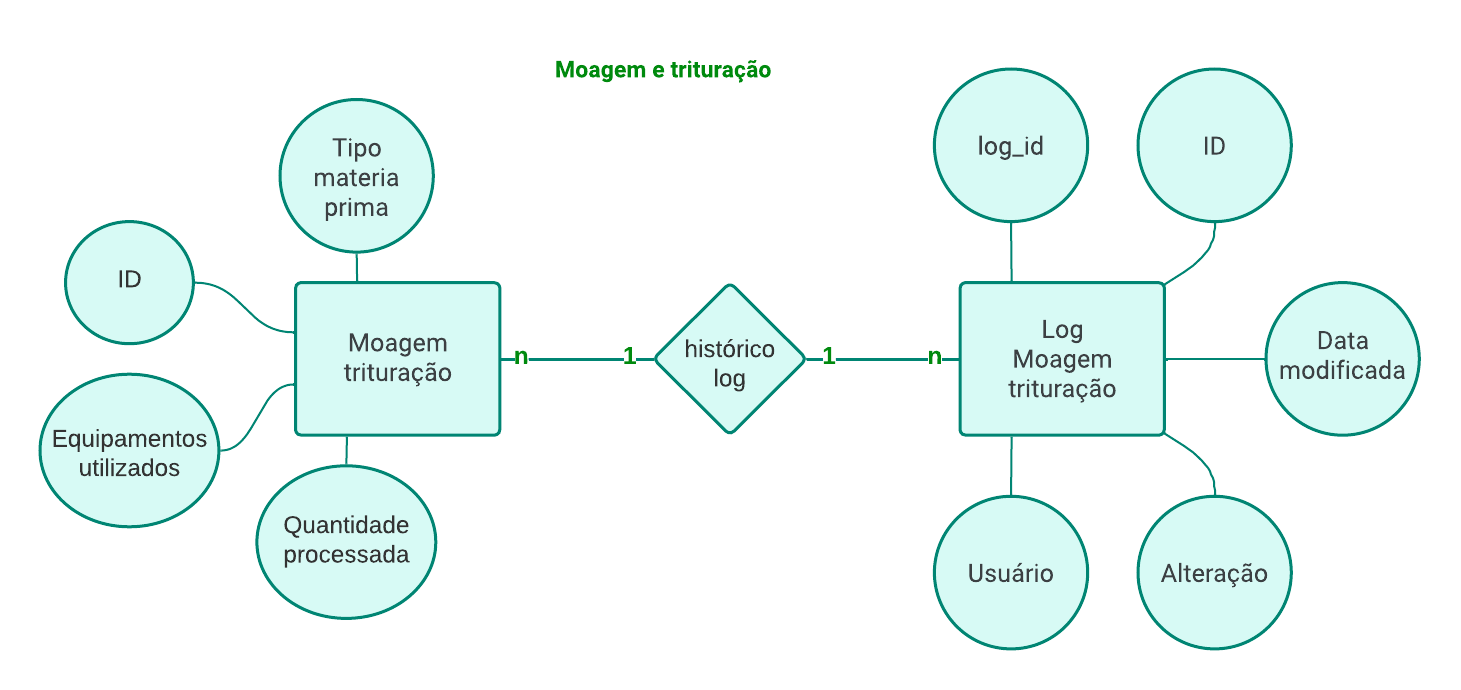 Moagem e trituração
Tipo
materia
prima
ID
Equipamentos
utilizados
Quantidade
processada
Moagem
trituração
n
1
histórico
log
1
n
Log
Moagem
trituração
log_id
ID
Data
modificada
Usuário
Alteração